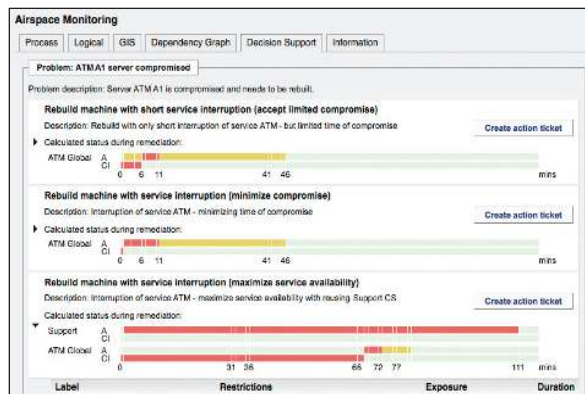 Airspace Monitoring
Process Logical GIS Dependency Graph Decision Support Information
Problem: ATM A1 server compromised
Problem description: Server ATM A1 is compromised and needs to be rebuilt.
Rebuild machine with short service interruption (accept limited compromise)
Description: Rebuild with only short interruption of service ATM - but limited time of compromise
Create action ticket
Calculated status during remediation:
ATM Global A
CI
0 6 11 41 46 mins
Rebuild machine with service interruption (minimize compromise)
Description: Interruption of service ATM - minimizing time of compromise
Create action ticket
Calculated status during remediation:
ATM Global A
CI
0 6 11 41 46 mins
Rebuild machine with service interruption (maximize service availability)
Description: Interruption of service ATM - maximize service availability with reusing Support CS
Create action ticket
Calculated status during remediation:
Support A
CI
ATM Global A
CI
0 31 36 66 72 77 111 mins
Label Restrictions Exposure Duration